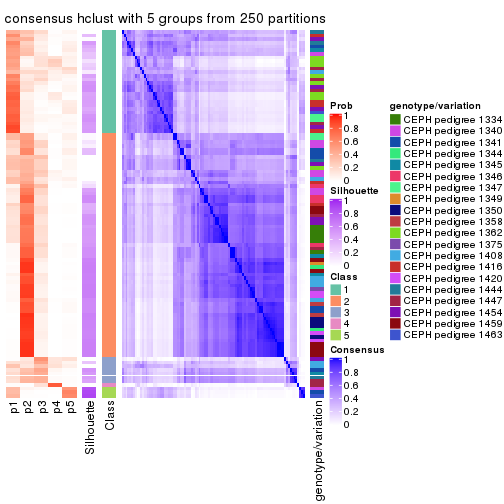 consensus hclust with 5 groups from 250 partitions
Prob
1
0.8
0.6
0.4
0.2
0
Silhouette
1
0.8
0.6
0.4
0.2
0
Class
1
2
3
4
5
Consensus
1
0.8
0.6
0.4
0.2
0
genotype/variation
CEPH pedigree 1334
CEPH pedigree 1340
CEPH pedigree 1341
CEPH pedigree 1344
CEPH pedigree 1345
CEPH pedigree 1346
CEPH pedigree 1347
CEPH pedigree 1349
CEPH pedigree 1350
CEPH pedigree 1358
CEPH pedigree 1362
CEPH pedigree 1375
CEPH pedigree 1408
CEPH pedigree 1416
CEPH pedigree 1420
CEPH pedigree 1444
CEPH pedigree 1447
CEPH pedigree 1454
CEPH pedigree 1459
CEPH pedigree 1463
p1
p2
p3
p4
p5
Silhouette
Class
genotype/variation